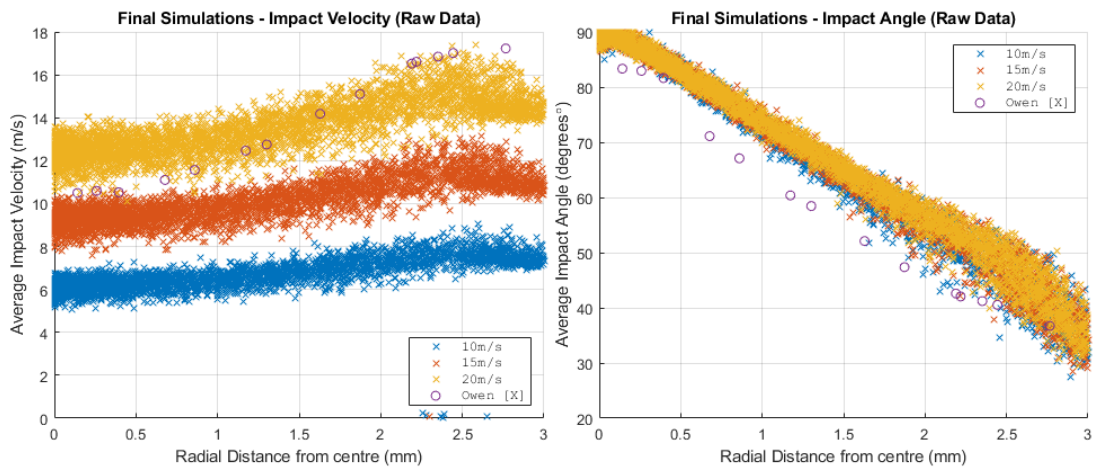 Final Simulations - Impact Velocity (Raw Data)
Average Impact Velocity (m/s)
18
16
14
12
10
8
6
4
2
0
0 0.5 1 1.5 2 2.5 3
Radial Distance from centre (mm)
10m/s
15m/s
20m/s
Owen [X]
Final Simulations - Impact Angle (Raw Data)
Average Impact Angle (degrees°)
90
80
70
60
50
40
30
20
0 0.5 1 1.5 2 2.5 3
Radial Distance from centre (mm)
10m/s
15m/s
20m/s
Owen [X]